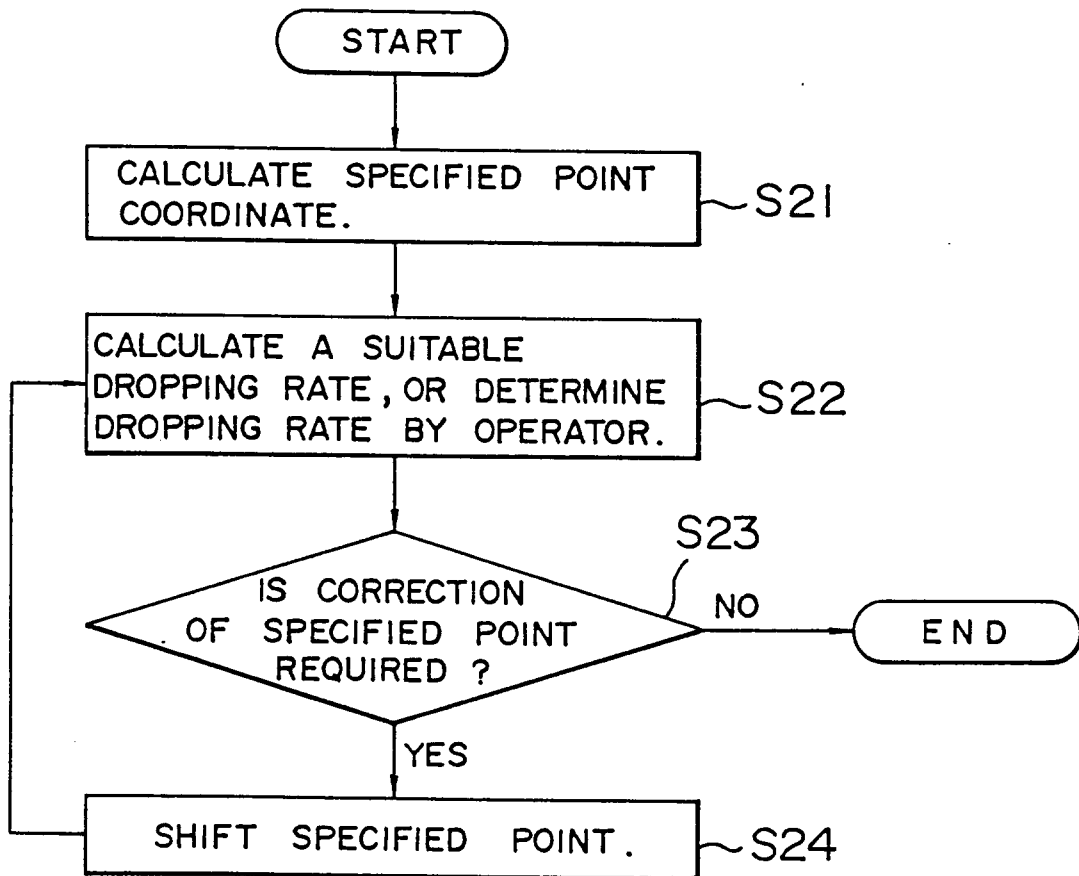 START
CALCULATE SPECIFIED POINT
COORDINATE.
S21
CALCULATE A SUITABLE
DROPPING RATE, OR DETERMINE
DROPPING RATE BY OPERATOR.
S22
S23
IS CORRECTION
OF SPECIFIED POINT
REQUIRED ?
NO
END
YES
SHIFT SPECIFIED POINT.
S24